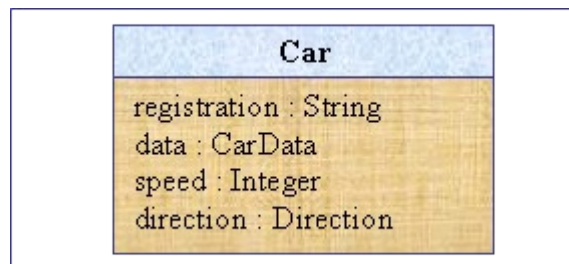 Car
registration : String
data : CarData
speed : Integer
direction : Direction